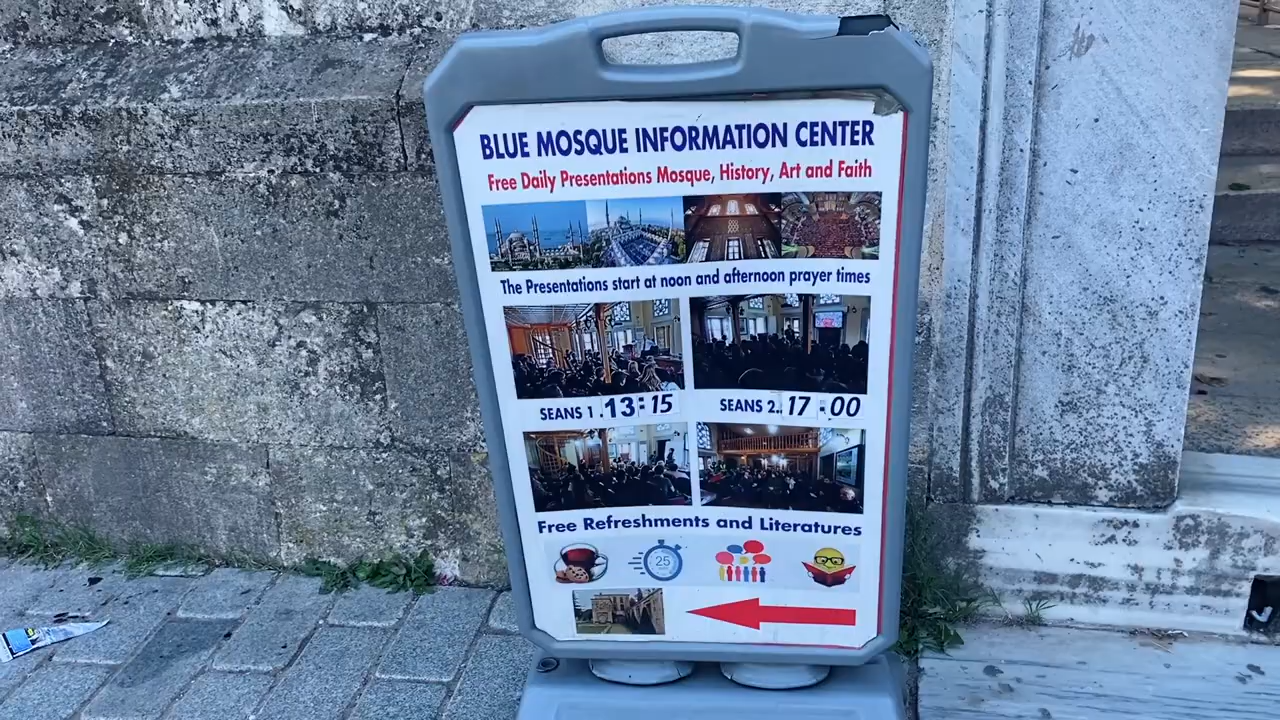 BLUE MOSQUE INFORMATION CENTER
Free Daily Presentations Mosque, History, Art and Faith
The Presentations start at noon and afternoon prayer times
SEANS 1.13:15
SEANS 2..17:00
Free Refreshments and Literatures
25